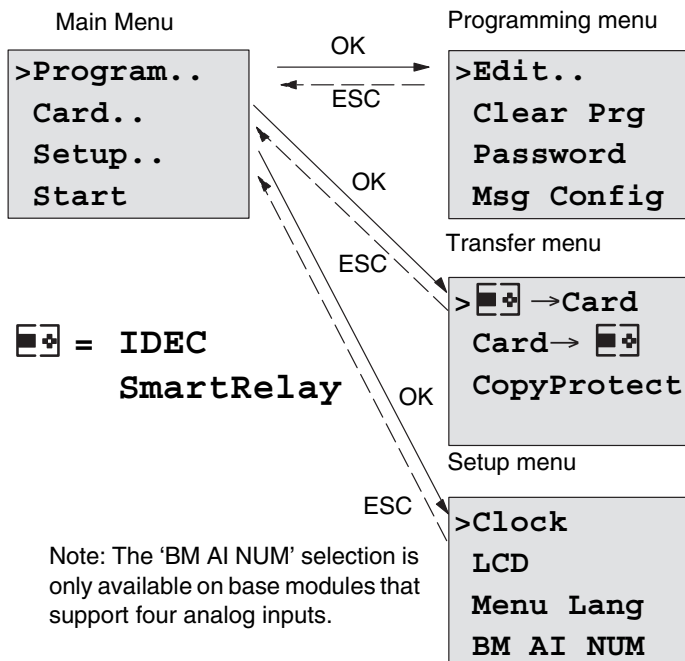 Main Menu
>Program..
Card..
Setup..
Start
OK
ESC
Programming menu
>Edit..
Clear Prg
Password
Msg Config
OK
ESC
Transfer menu
> →Card
Card→
CopyProtect
= IDEC
SmartRelay
OK
ESC
Setup menu
>Clock
LCD
Menu Lang
BM AI NUM
Note: The ‘BM AI NUM’ selection is
only available on base modules that
support four analog inputs.